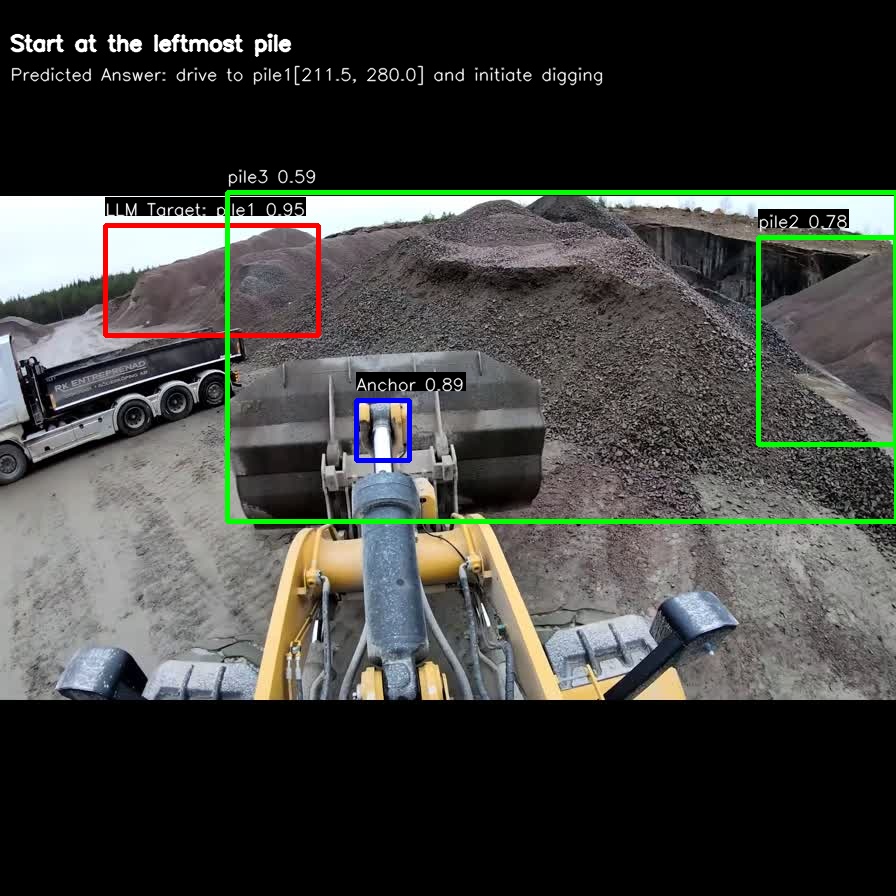 Start at the leftmost pile
Predicted Answer: drive to pile1[211.5, 280.0] and initiate digging
pile3 0.59
LLM Target: pile1 0.95
pile2 0.78
Anchor 0.89
RK ENTREPRENAD